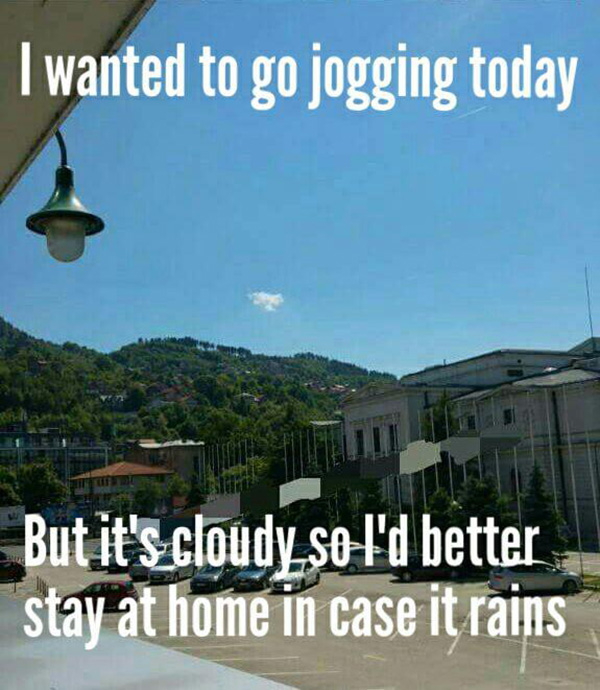 I wanted to go jogging today
But it's cloudy so I'd better
stay at home in case it rains